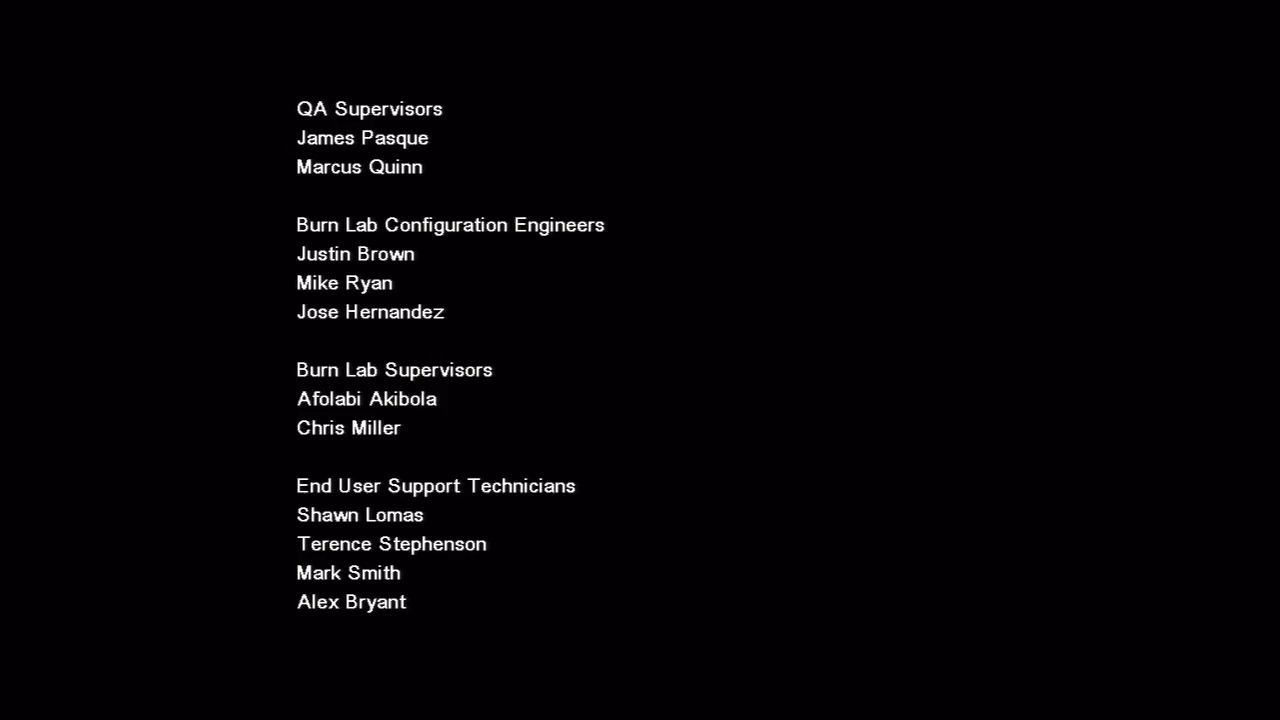 QA Supervisors
James Pasque
Marcus Quinn
Burn Lab Configuration Engineers
Justin Brown
Mike Ryan
Jose Hernandez
Burn Lab Supervisors
Afolabi Akibola
Chris Miller
End User Support Technicians
Shawn Lomas
Terence Stephenson
Mark Smith
Alex Bryant